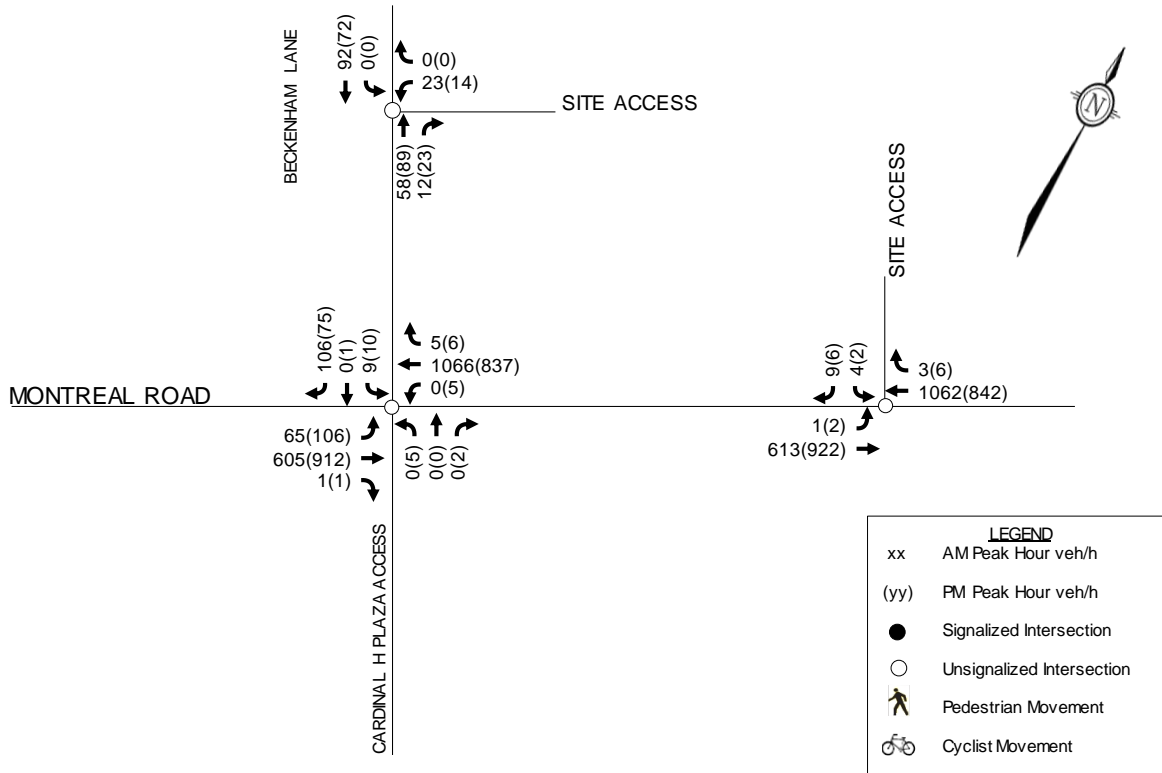 BECKENHAM LANE
92(72)
0(0)
0(0)
23(14)
SITE ACCESS
58(89)
12(23)
N
SITE ACCESS
106(75)
0(1)
9(10)
5(6)
1066(837)
0(5)
9(6)
4(2)
3(6)
1062(842)
MONTREAL ROAD
65(106)
605(912)
1(1)
0(5)
0(0)
0(2)
1(2)
613(922)
CARDINAL H PLAZA ACCESS
LEGEND
xx AM Peak Hour veh/h
(yy) PM Peak Hour veh/h
Signalized Intersection
Unsignalized Intersection
Pedestrian Movement
Cyclist Movement